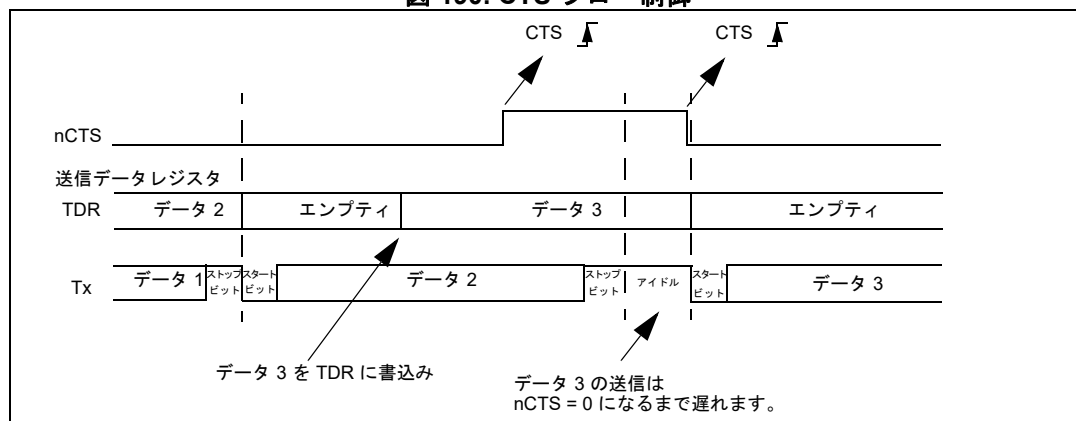 CTS
CTS
nCTS
送信データレジスタ
TDR
データ 2
エンプティ
データ 3
エンプティ
Tx
データ 1
ストップ
ビット
スタート
ビット
データ 2
ストップ
ビット
アイドル
スタート
ビット
データ 3
データ 3 を TDR に書込み
データ 3 の送信は
nCTS = 0 になるまで遅れます。